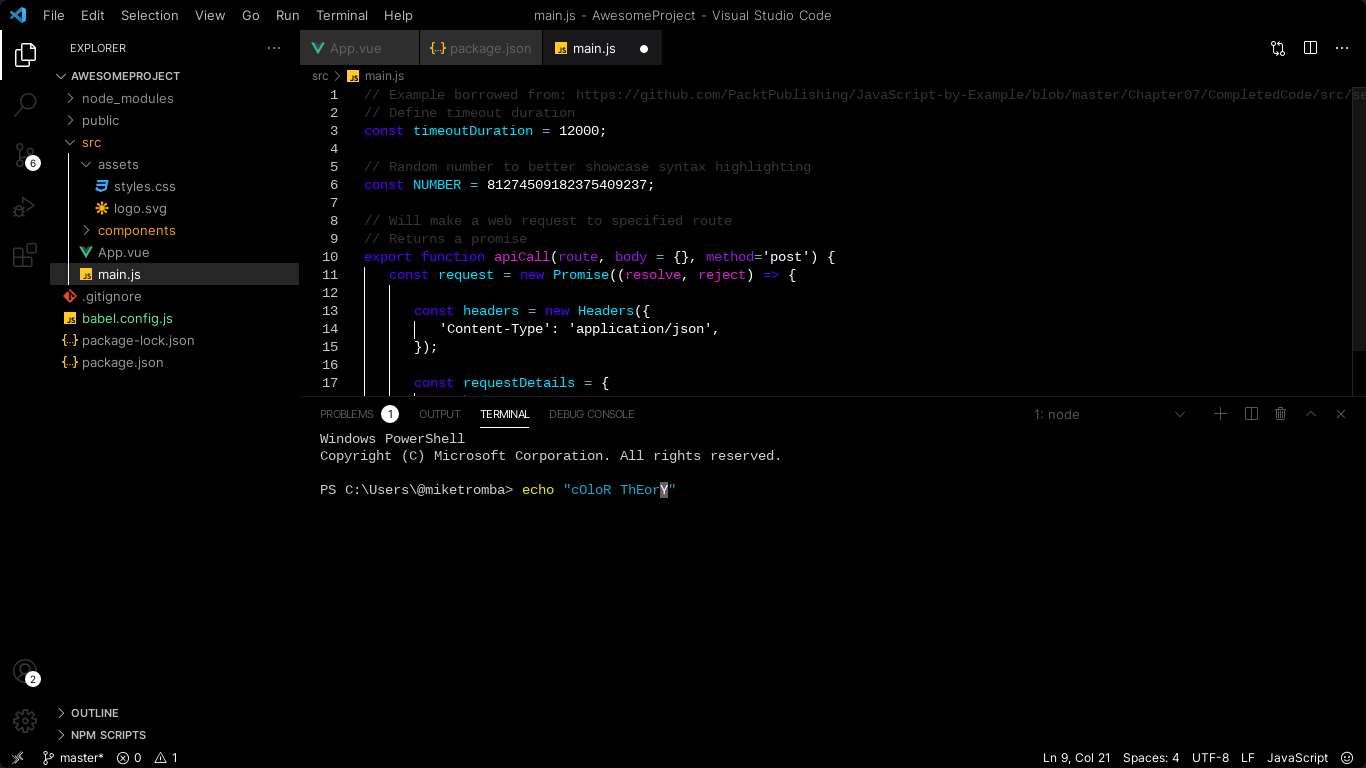 File Edit Selection View Go Run Terminal Help
main.js - AwesomeProject - Visual Studio Code
EXPLORER
AWESOMEPROJECT
node_modules
public
src
assets
styles.css
logo.svg
components
App.vue
main.js
.gitignore
babel.config.js
package-lock.json
package.json
OUTLINE
NPM SCRIPTS
6
2
App.vue package.json main.js
src main.js
1 // Example borrowed from: https://github.com/PacktPublishing/JavaScript-by-Example/blob/master/Chapter07/CompletedCode/src/se
2 // Define timeout duration
3 const timeoutDuration = 12000;
4
5 // Random number to better showcase syntax highlighting
6 const NUMBER = 81274509182375409237;
7
8 // Will make a web request to specified route
9 // Returns a promise
10 export function apiCall(route, body = {}, method='post') {
11 const request = new Promise((resolve, reject) => {
12
13 const headers = new Headers({
14 'Content-Type': 'application/json',
15 });
16
17 const requestDetails = {
PROBLEMS 1 OUTPUT TERMINAL DEBUG CONSOLE 1: node
Windows PowerShell
Copyright (C) Microsoft Corporation. All rights reserved.
PS C:\Users\@miketromba> echo "cOloR ThEorY"
master* 0 1 Ln 9, Col 21 Spaces: 4 UTF-8 LF JavaScript